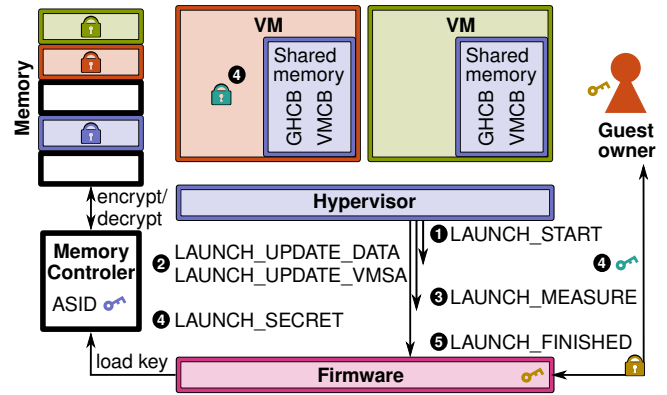 VM
VM
Memory
Shared
memory
GHCB
VMCB
4
Shared
memory
GHCB
VMCB
Guest
owner
encrypt/
decrypt
Hypervisor
1 LAUNCH_START
Memory
Controler
ASID
2 LAUNCH_UPDATE_DATA
LAUNCH_UPDATE_VMSA
4
3 LAUNCH_MEASURE
4 LAUNCH_SECRET
5 LAUNCH_FINISHED
load key
Firmware